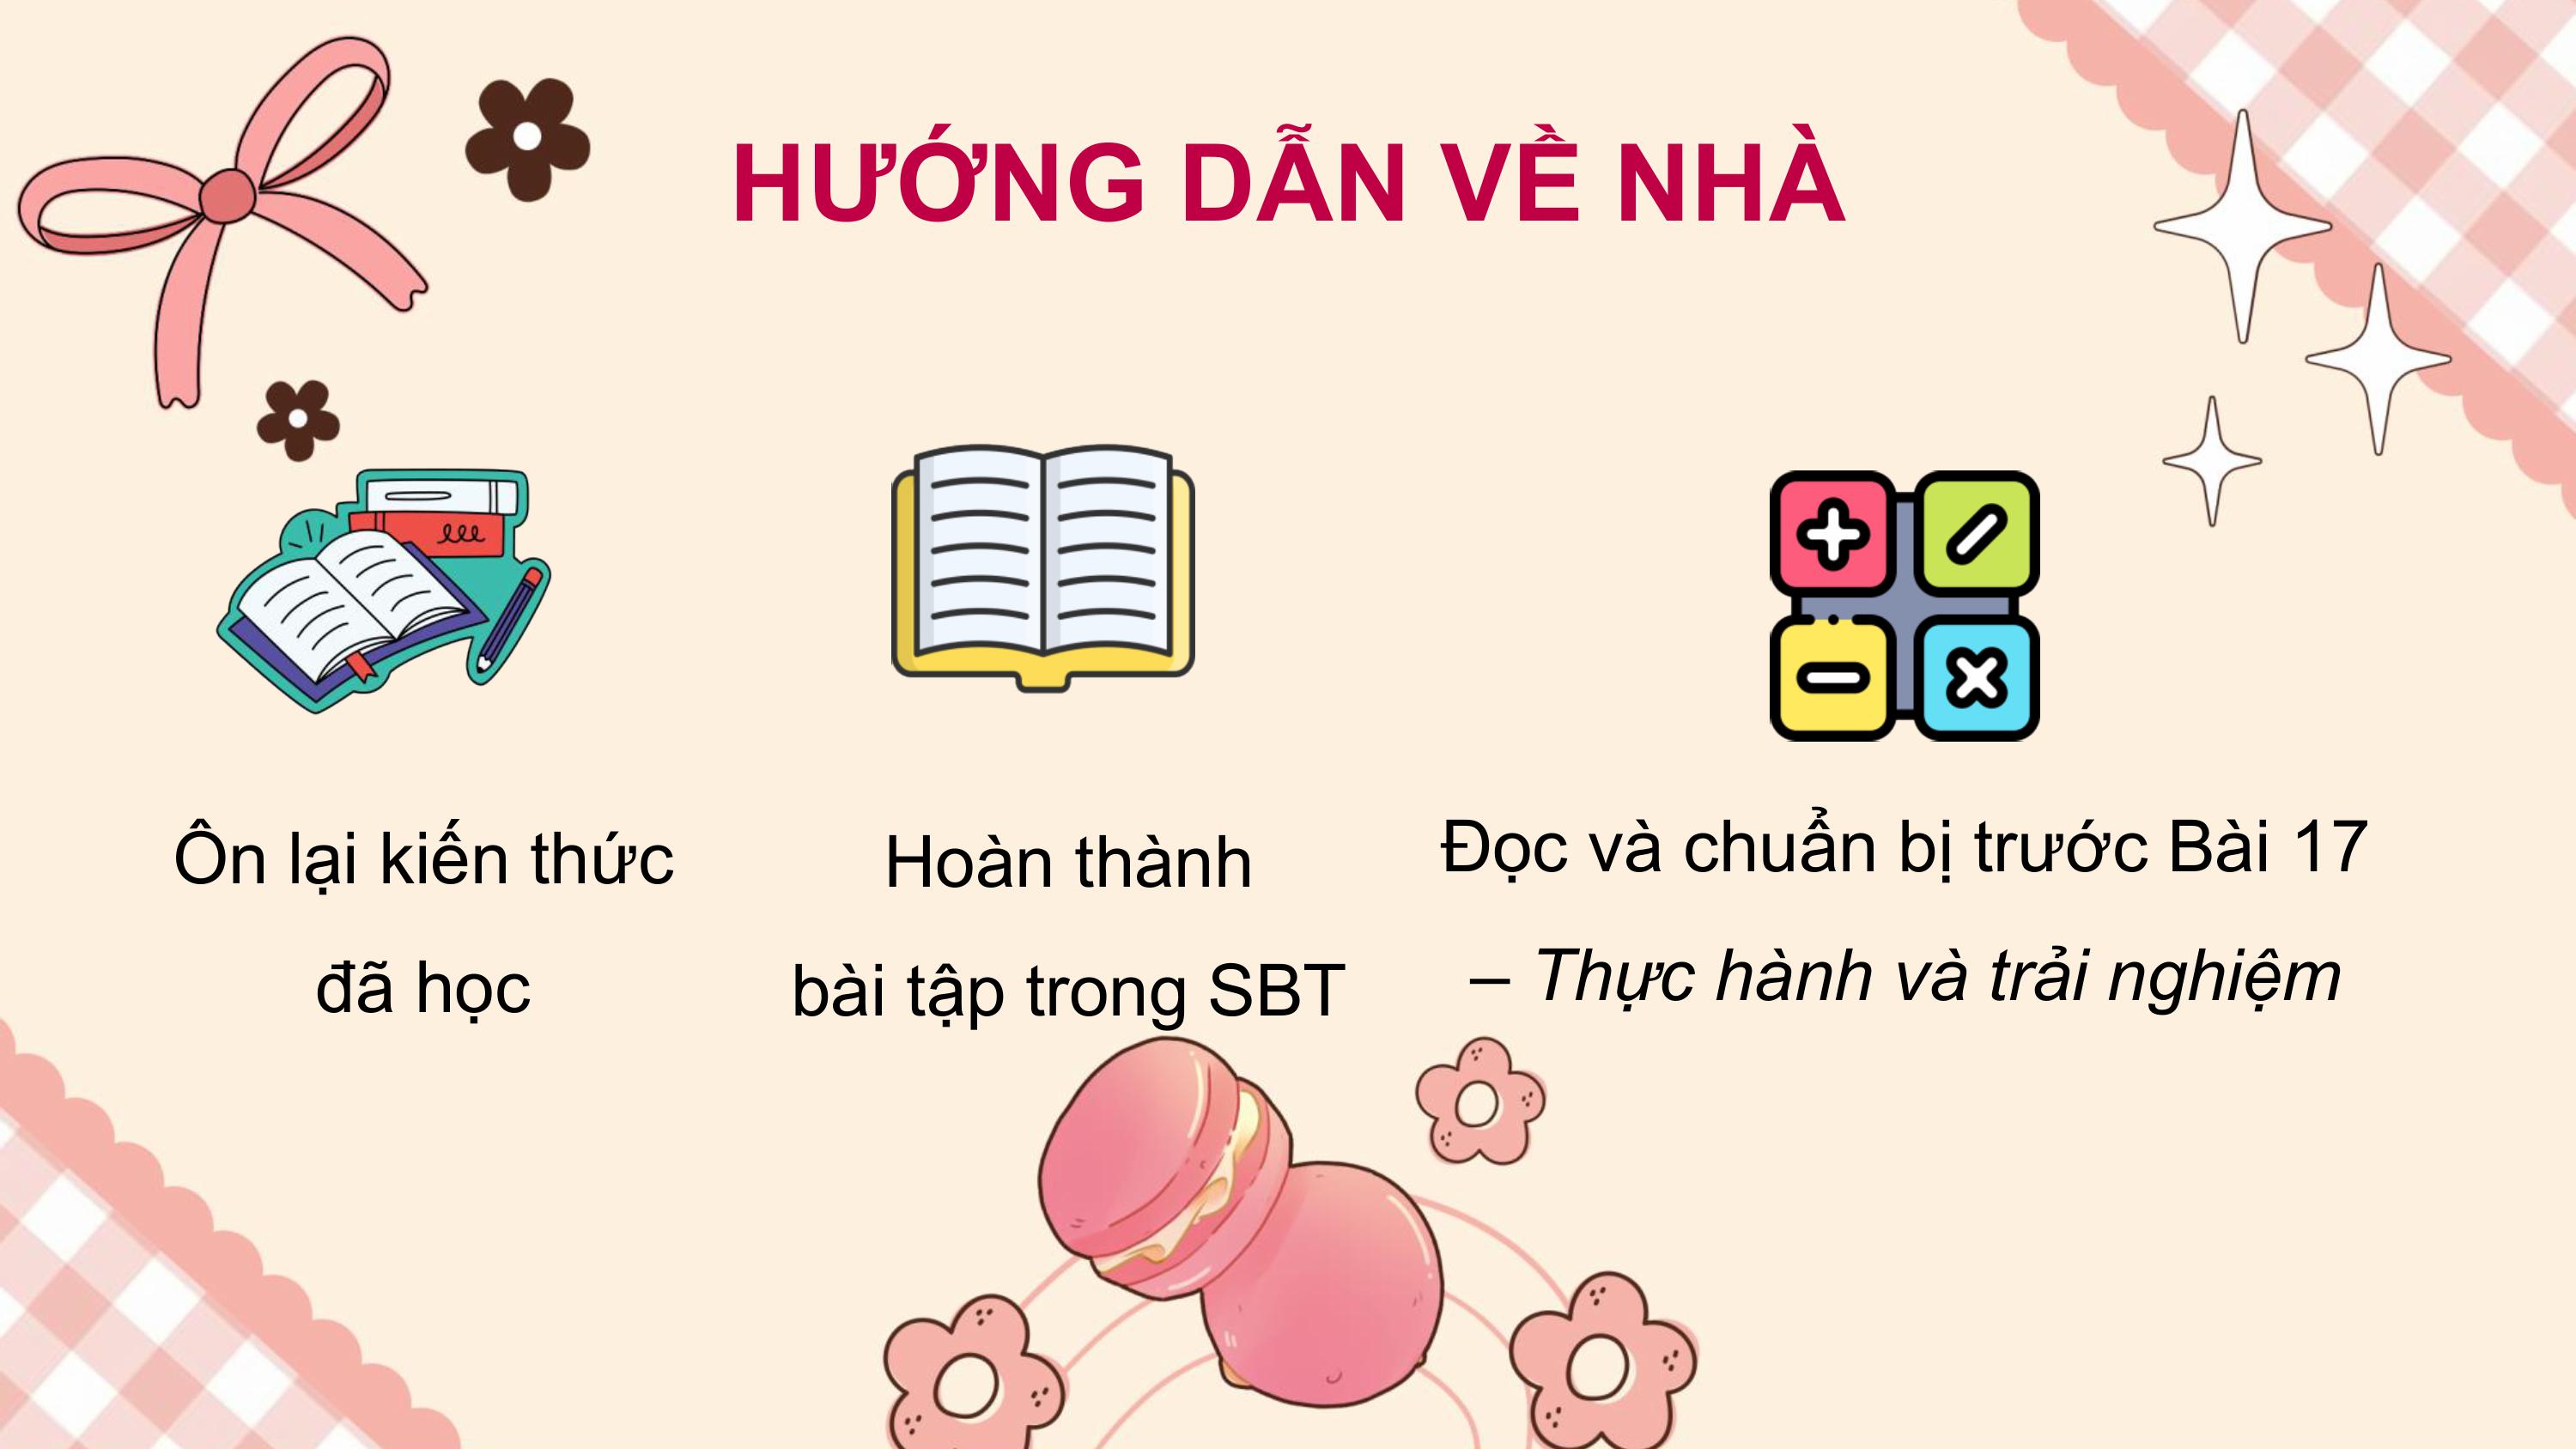 HƯỚNG DẪN VỀ NHÀ
Ôn lại kiến thức
đã học
Hoàn thành
bài tập trong SBT
Đọc và chuẩn bị trước Bài 17
– Thực hành và trải nghiệm